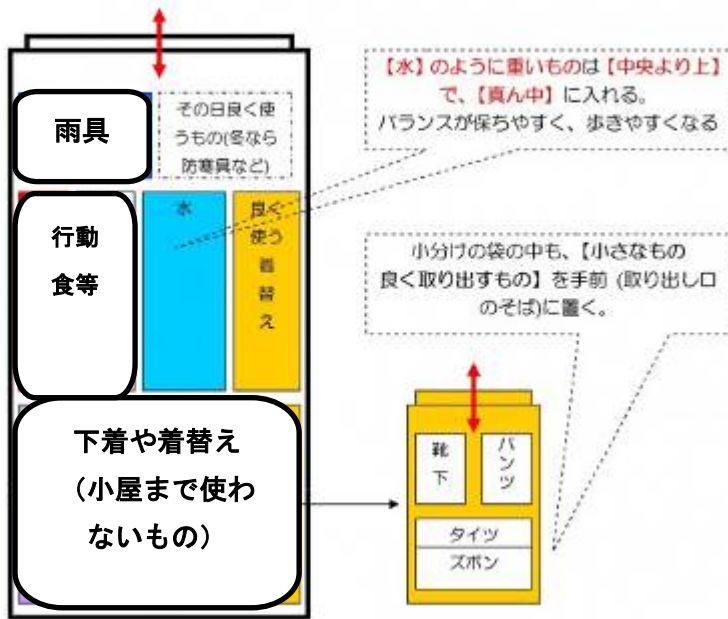 雨具
その日良く使
うもの(冬なら
防寒具など)
行動
食等
水
良く
使う
着
替
え
下着や着替え
（小屋まで使わ
ないもの）
【水】のように重いものは【中央より上】
で、【真ん中】に入れる。
バランスが保ちやすく、歩きやすくなる
小分けの袋の中も、【小さなもの
良く取り出すもの】を手前 (取り出し口
のそば)に置く。
靴
下
パ
ン
ツ
タイツ
ズボン